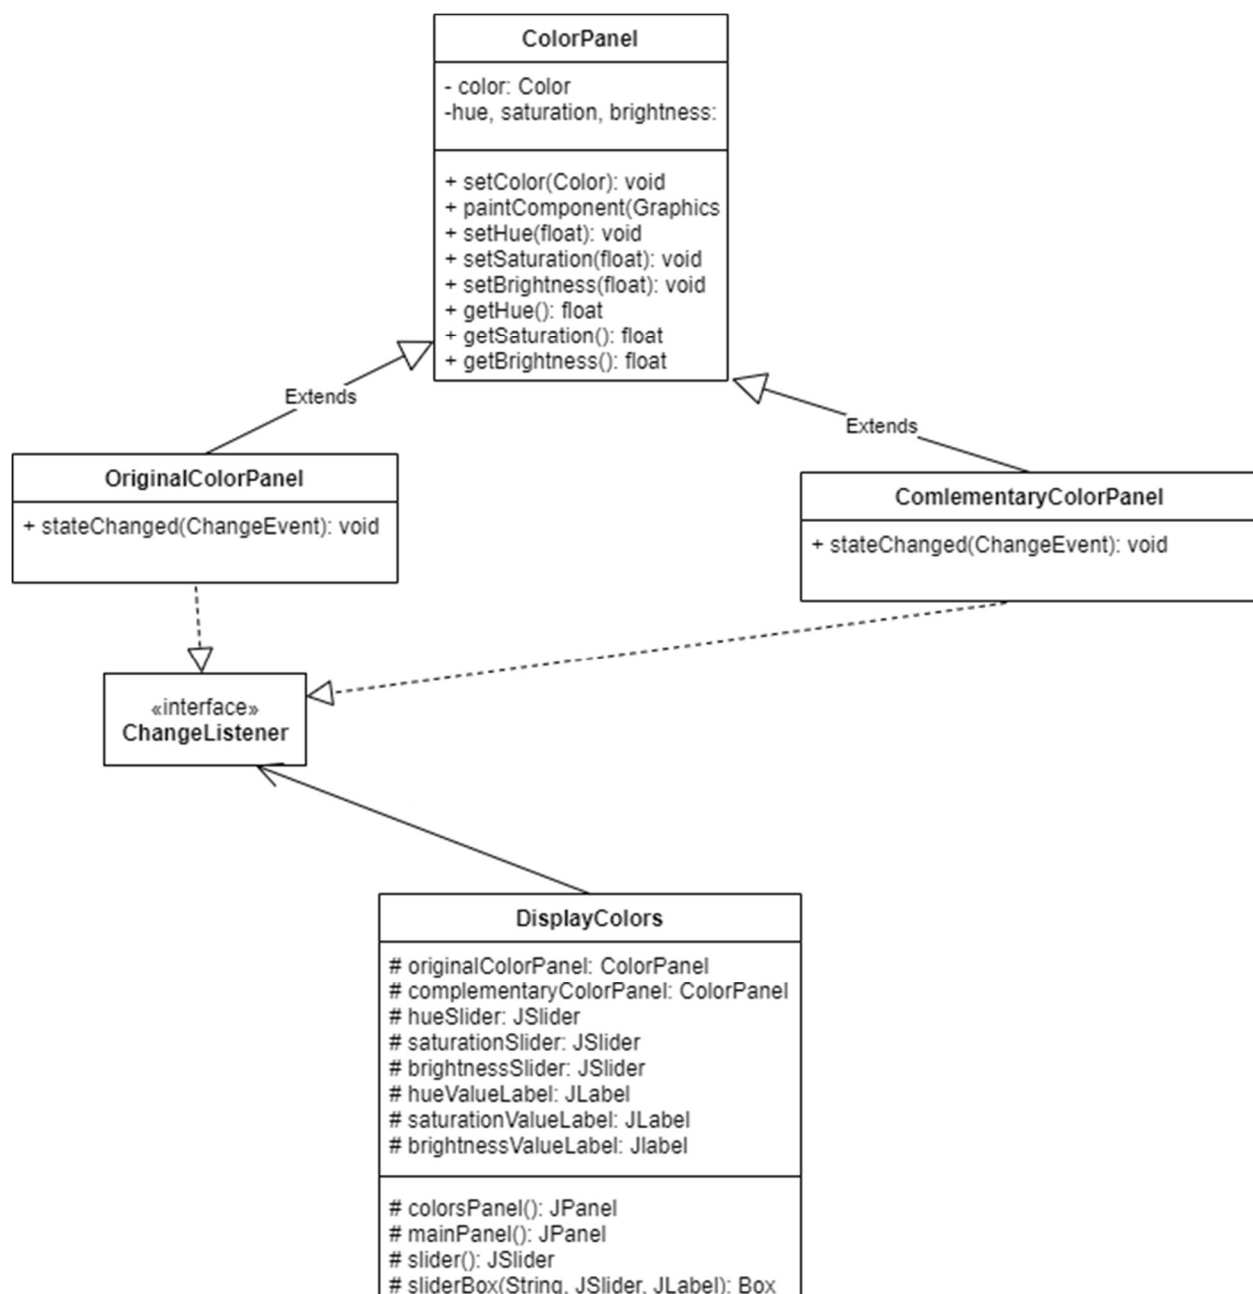 ColorPanel
- color: Color
-hue, saturation, brightness:
+ setColor(Color): void
+ paintComponent(Graphics
+ setHue(float): void
+ setSaturation(float): void
+ setBrightness(float): void
+ getHue(): float
+ getSaturation(): float
+ getBrightness(): float
Extends
Extends
OriginalColorPanel
+ stateChanged(ChangeEvent): void
ComlementaryColorPanel
+ stateChanged(ChangeEvent): void
«interface»
ChangeListener
DisplayColors
# originalColorPanel: ColorPanel
# complementaryColorPanel: ColorPanel
# hueSlider: JSlider
# saturationSlider: JSlider
# brightnessSlider: JSlider
# hueValueLabel: JLabel
# saturationValueLabel: JLabel
# brightnessValueLabel: Jlabel
# colorsPanel(): JPanel
# mainPanel(): JPanel
# slider(): JSlider
# sliderBox(String, JSlider, JLabel): Box